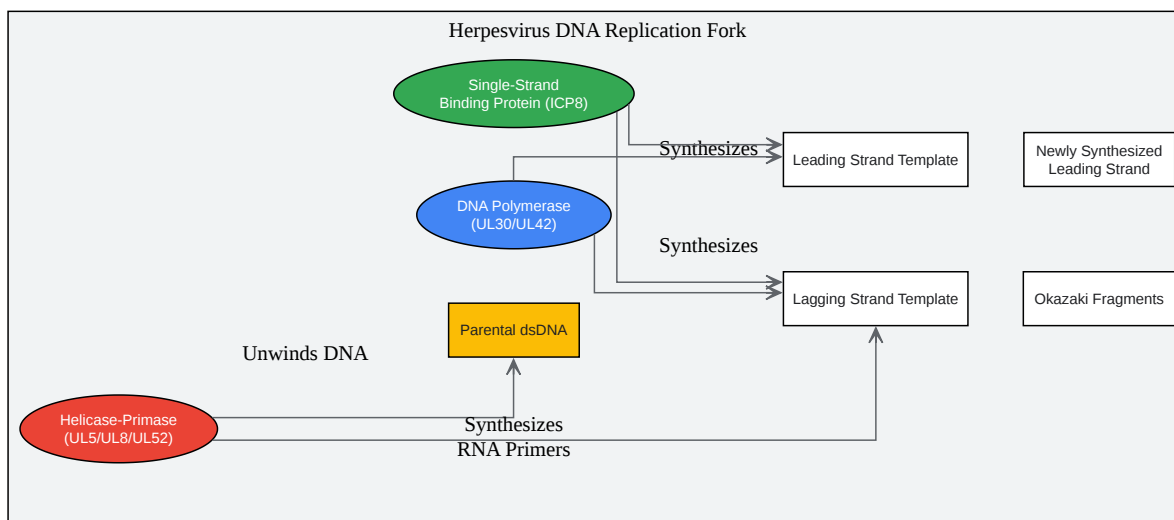 Herpesvirus DNA Replication Fork
Single-Strand
Binding Protein (ICP8)
Synthesizes
Leading Strand Template
Newly Synthesized
Leading Strand
DNA Polymerase
(UL30/UL42)
Synthesizes
Lagging Strand Template
Okazaki Fragments
Parental dsDNA
Unwinds DNA
Helicase-Primase
(UL5/UL8/UL52)
Synthesizes
RNA Primers